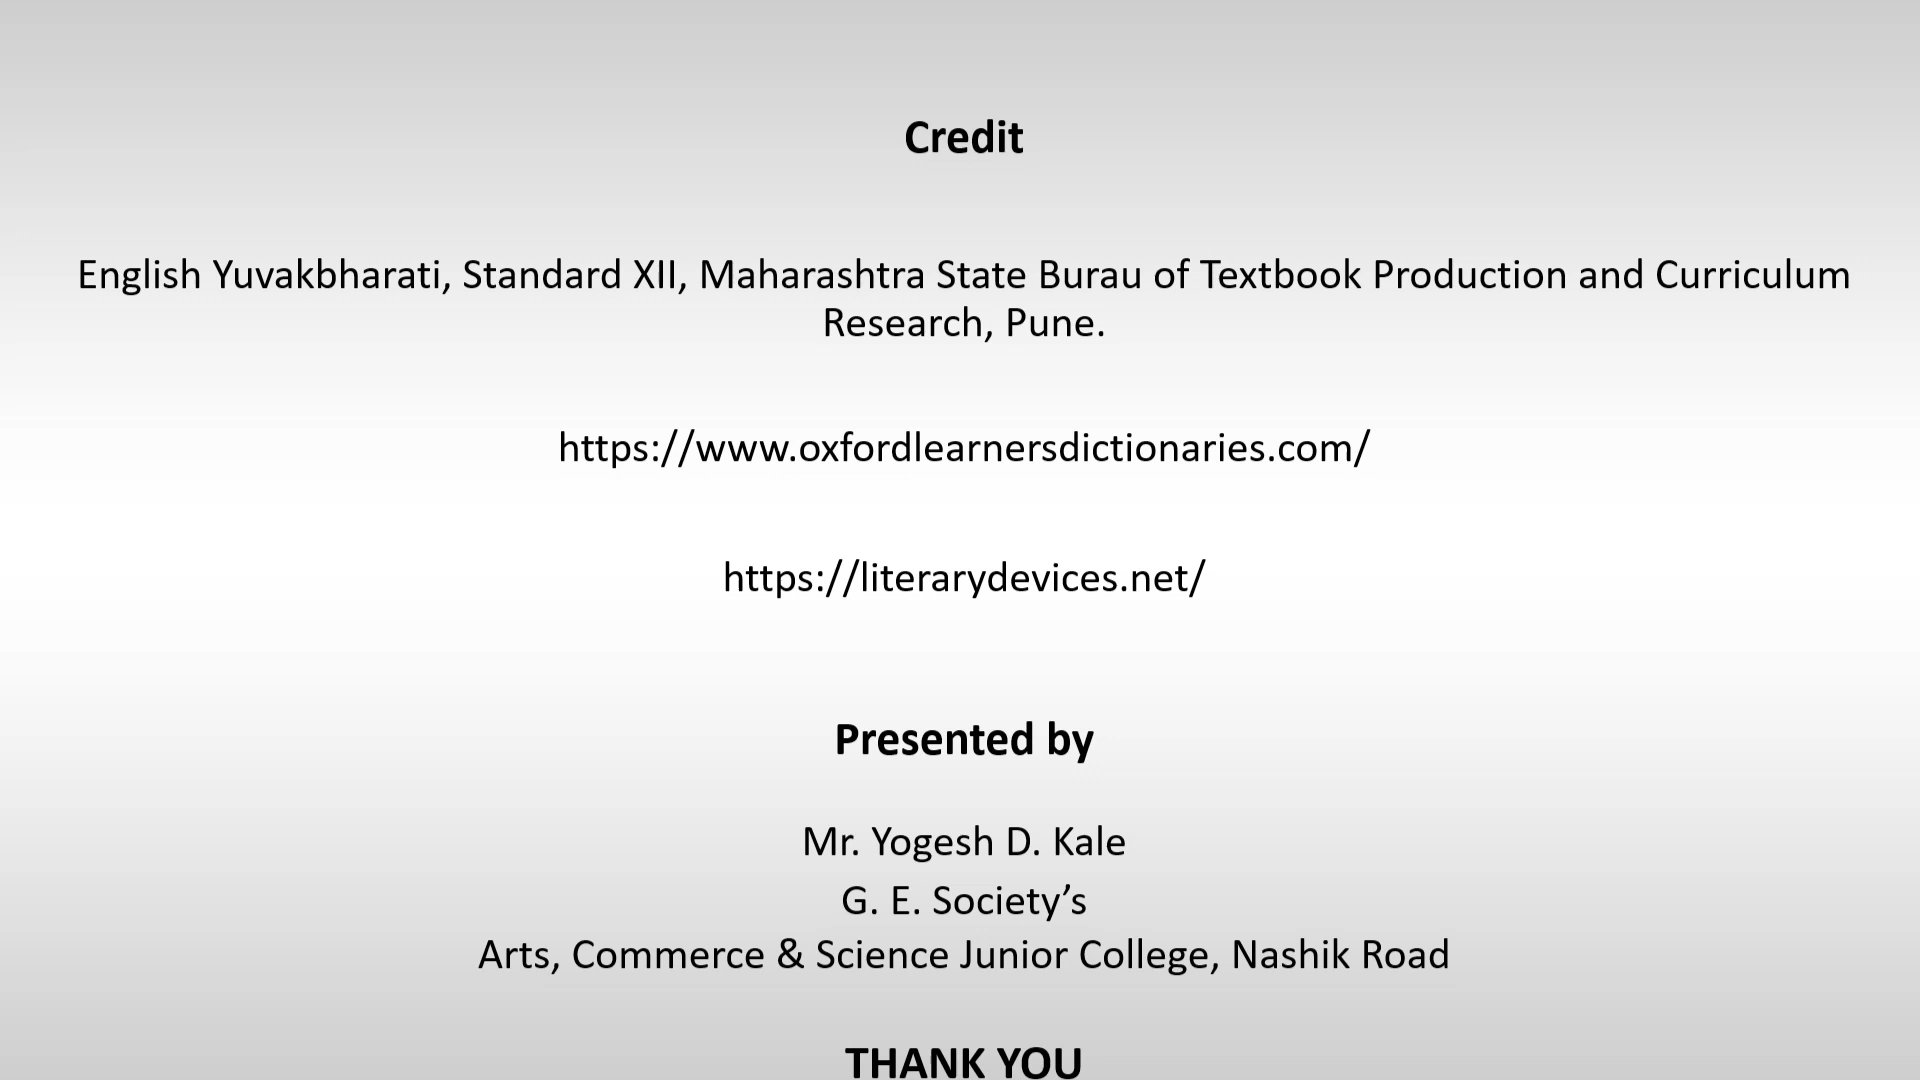 Credit
English Yuvakbharati, Standard XII, Maharashtra State Burau of Textbook Production and Curriculum
Research, Pune.
https://www.oxfordlearnersdictionaries.com/
https://literarydevices.net/
Presented by
Mr. Yogesh D. Kale
G. E. Society’s
Arts, Commerce & Science Junior College, Nashik Road
THANK YOU